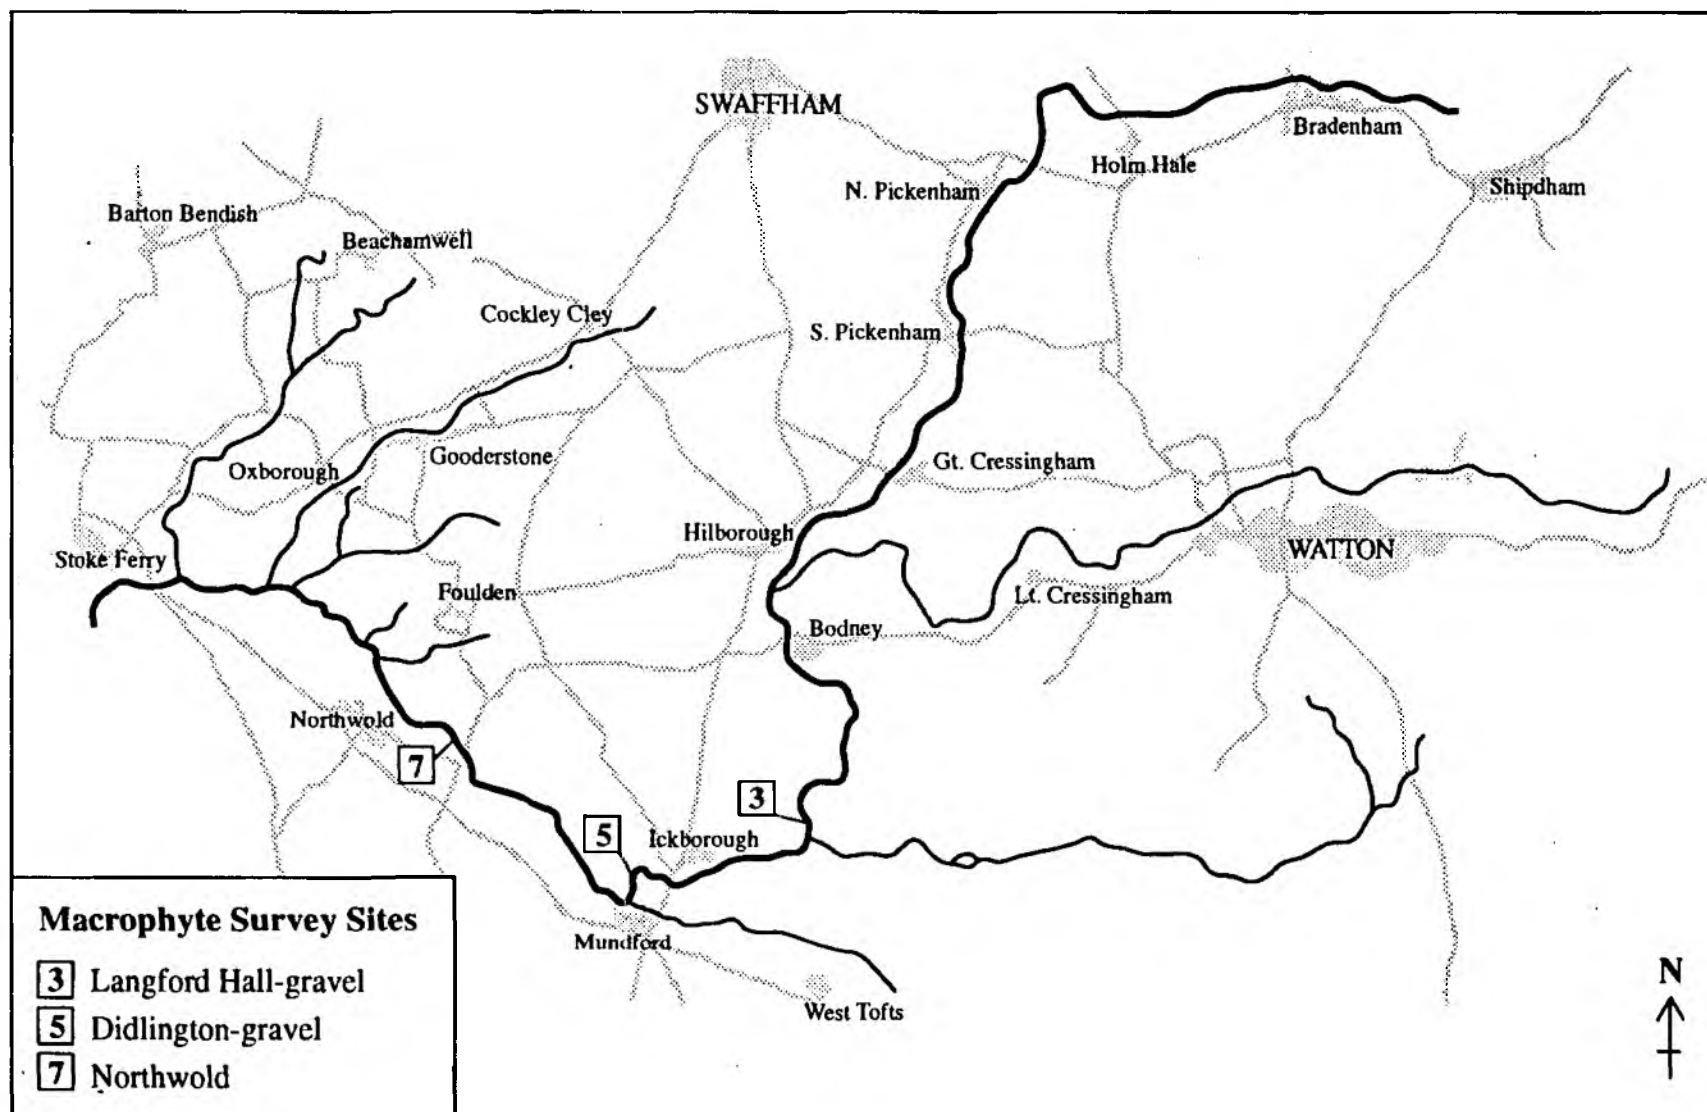 SWAFFHAM
Bradenham
Holm Hale
Shipdham
N. Pickenham
Barton Bendish
Beachamwell
Cockley Cley
S. Pickenham
Gooderstone
Oxborough
Gt. Cressingham
Hilborough
Stoke Ferry
WATTON
Foulden
Lt. Cressingham
Bodney
Northwold
7
3
5
Ickborough
Mundford
West Tofts
N
Macrophyte Survey Sites
3 Langford Hall-gravel
5 Didlington-gravel
7 Northwold